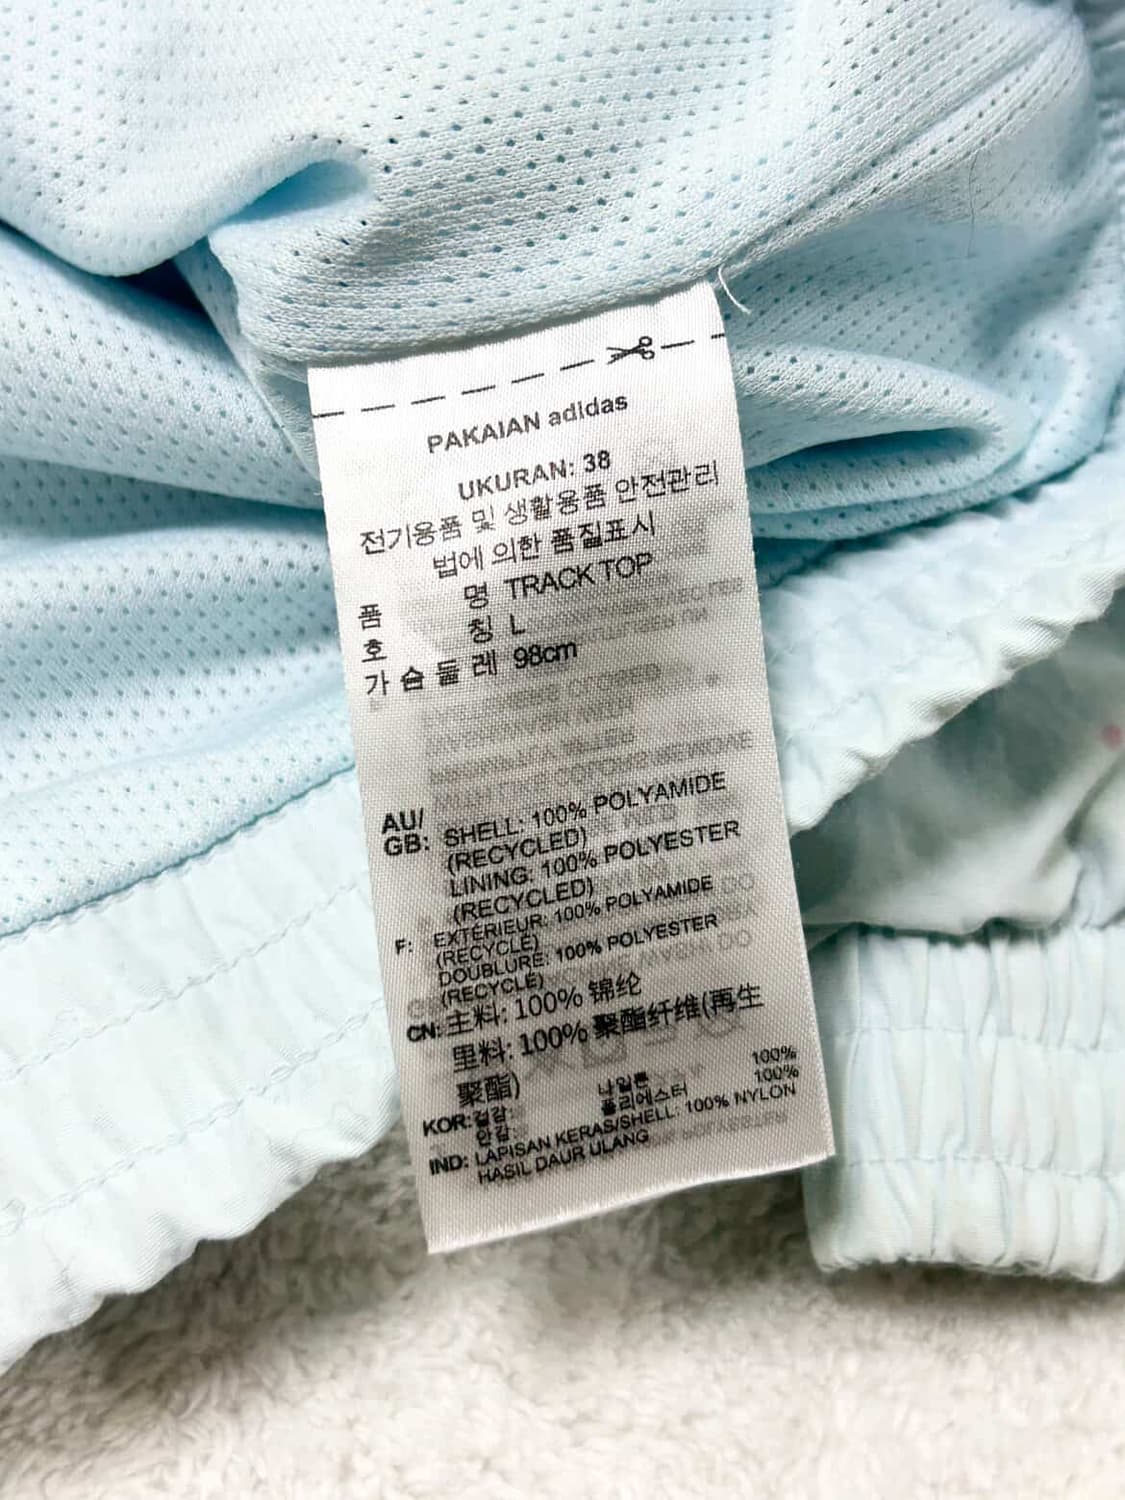 PAKAIAN adidas
UKURAN: 38
전기용품 및 생활용품 안전관리
법에 의한 품질표시
품 명 TRACK TOP
호 칭 L
가슴둘레 98cm
AU/
GB: SHELL: 100% POLYAMIDE
(RECYCLED)
LINING: 100% POLYESTER
(RECYCLED)
F: EXTÉRIEUR: 100% POLYAMIDE
(RECYCLÉ)
DOUBLURE: 100% POLYESTER
(RECYCLÉ)
CN: 主料: 100% 锦纶
里料: 100% 聚酯纤维(再生
聚酯)
KOR: 겉감: 나일론 100%
안감: 폴리에스터 100%
IND: LAPISAN KERAS/SHELL: 100% NYLON
HASIL DAUR ULANG